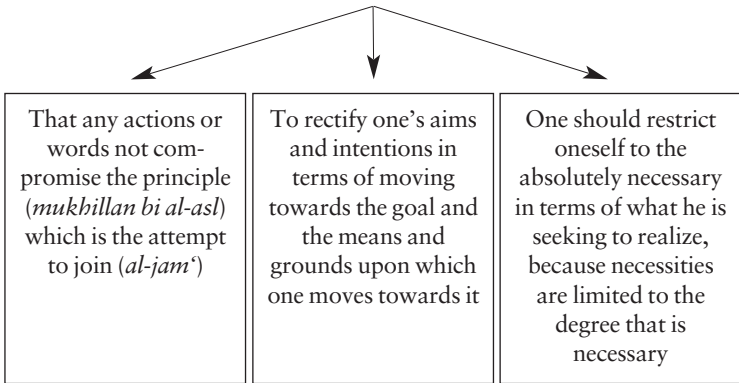 That any actions or
words not com-
promise the principle
(mukhillan bi al-asl)
which is the attempt
to join (al-jam‘)
To rectify one’s aims
and intentions in
terms of moving
towards the goal and
the means and
grounds upon which
one moves towards it
One should restrict
oneself to the
absolutely necessary
in terms of what he is
seeking to realize,
because necessities
are limited to the
degree that is
necessary